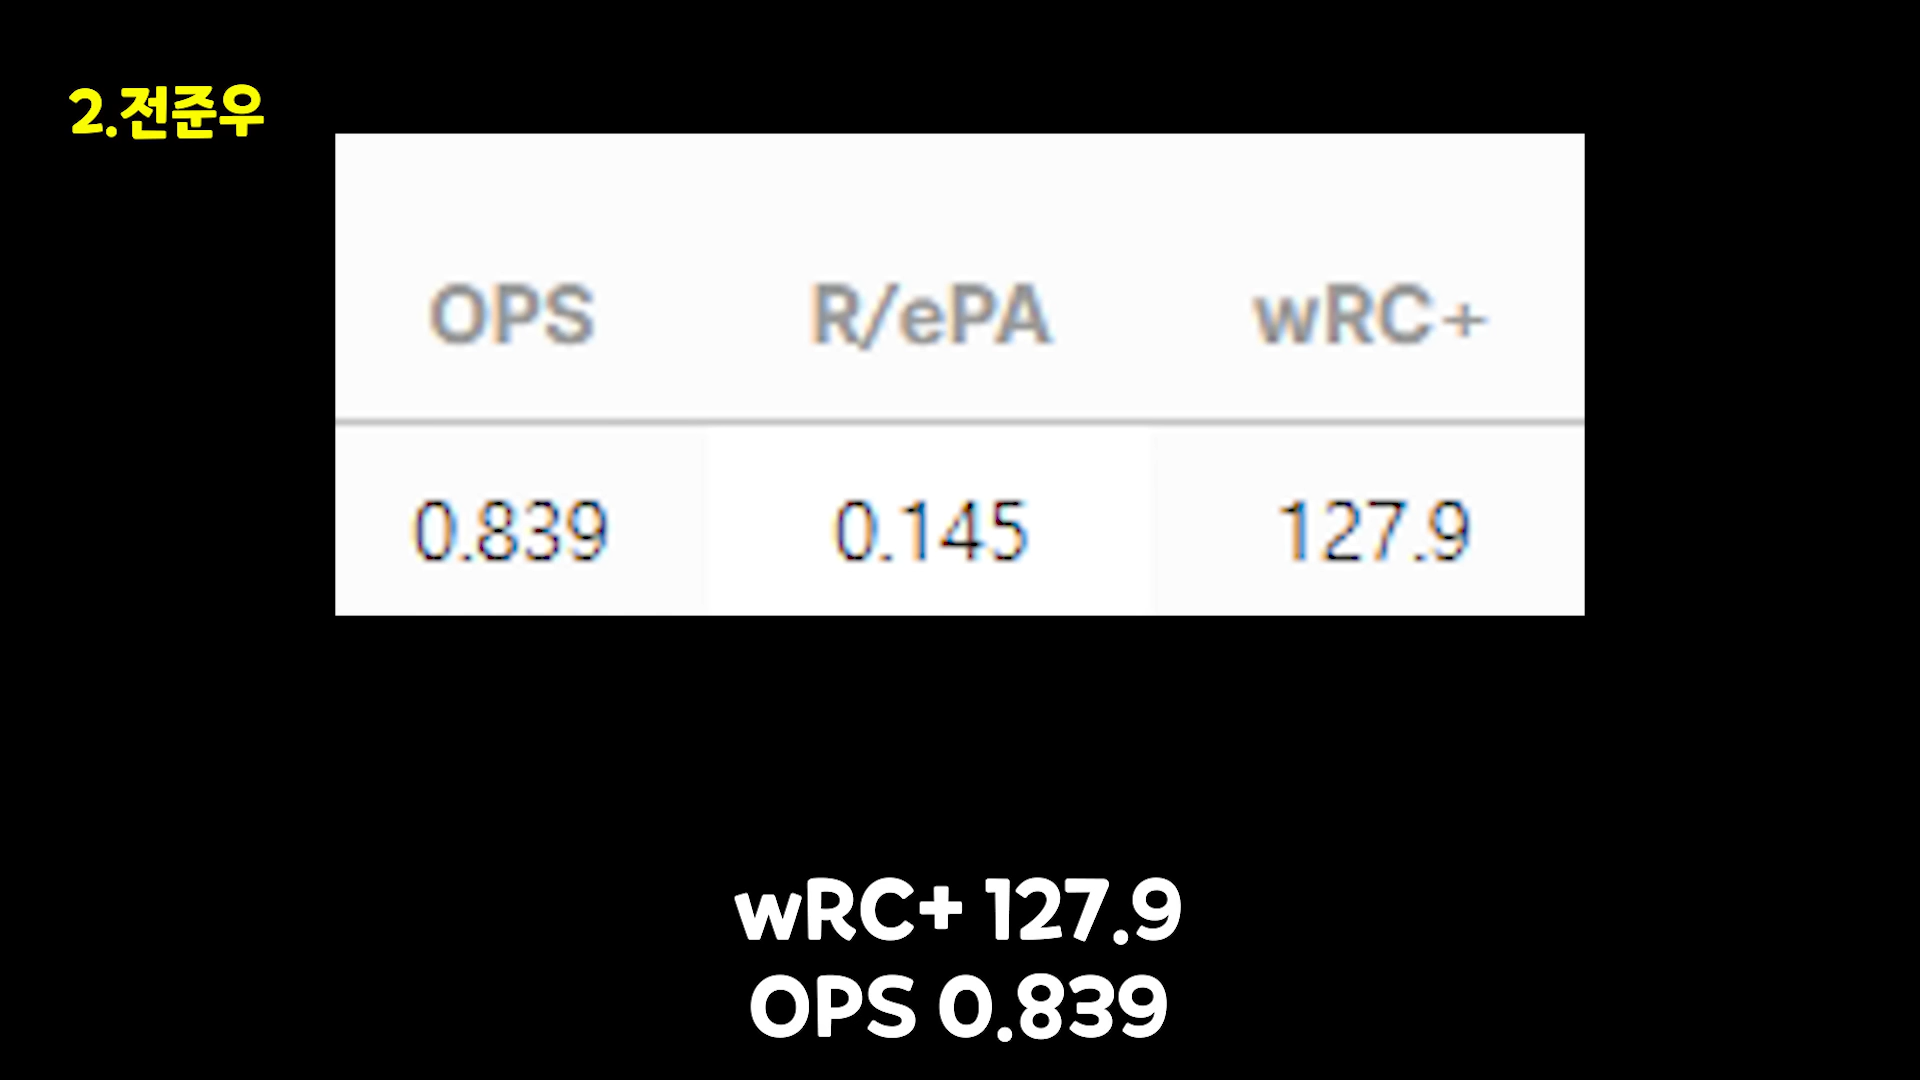 2.전준우
OPS R/ePA wRC+
0.839 0.145 127.9
wRC+ 127.9
OPS 0.839